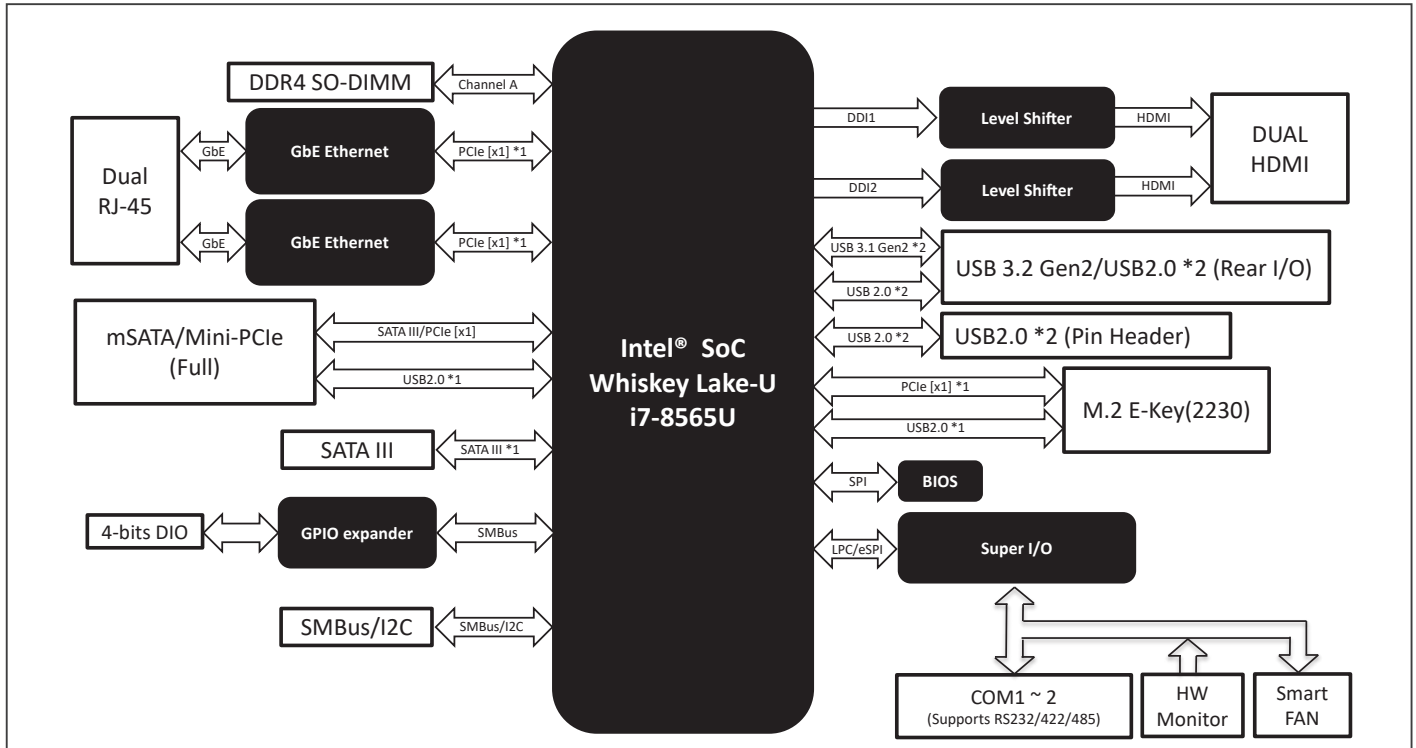 DDR4 SO-DIMM
Channel A
Dual
RJ-45
GbE
GbE Ethernet
PCIe [x1] *1
GbE
GbE Ethernet
PCIe [x1] *1
mSATA/Mini-PCIe
(Full)
SATA III/PCIe [x1]
USB2.0 *1
SATA III
SATA III *1
4-bits DIO
GPIO expander
SMBus
SMBus/I2C
SMBus/I2C
Intel® SoC
Whiskey Lake-U
i7-8565U
DDI1
Level Shifter
HDMI
DUAL
HDMI
DDI2
Level Shifter
HDMI
USB 3.1 Gen2 *2
USB 2.0 *2
USB 3.2 Gen2/USB2.0 *2 (Rear I/O)
USB 2.0 *2
USB2.0 *2 (Pin Header)
PCIe [x1] *1
USB2.0 *1
M.2 E-Key(2230)
SPI
BIOS
LPC/eSPI
Super I/O
COM1 ~ 2
(Supports RS232/422/485)
HW
Monitor
Smart
FAN